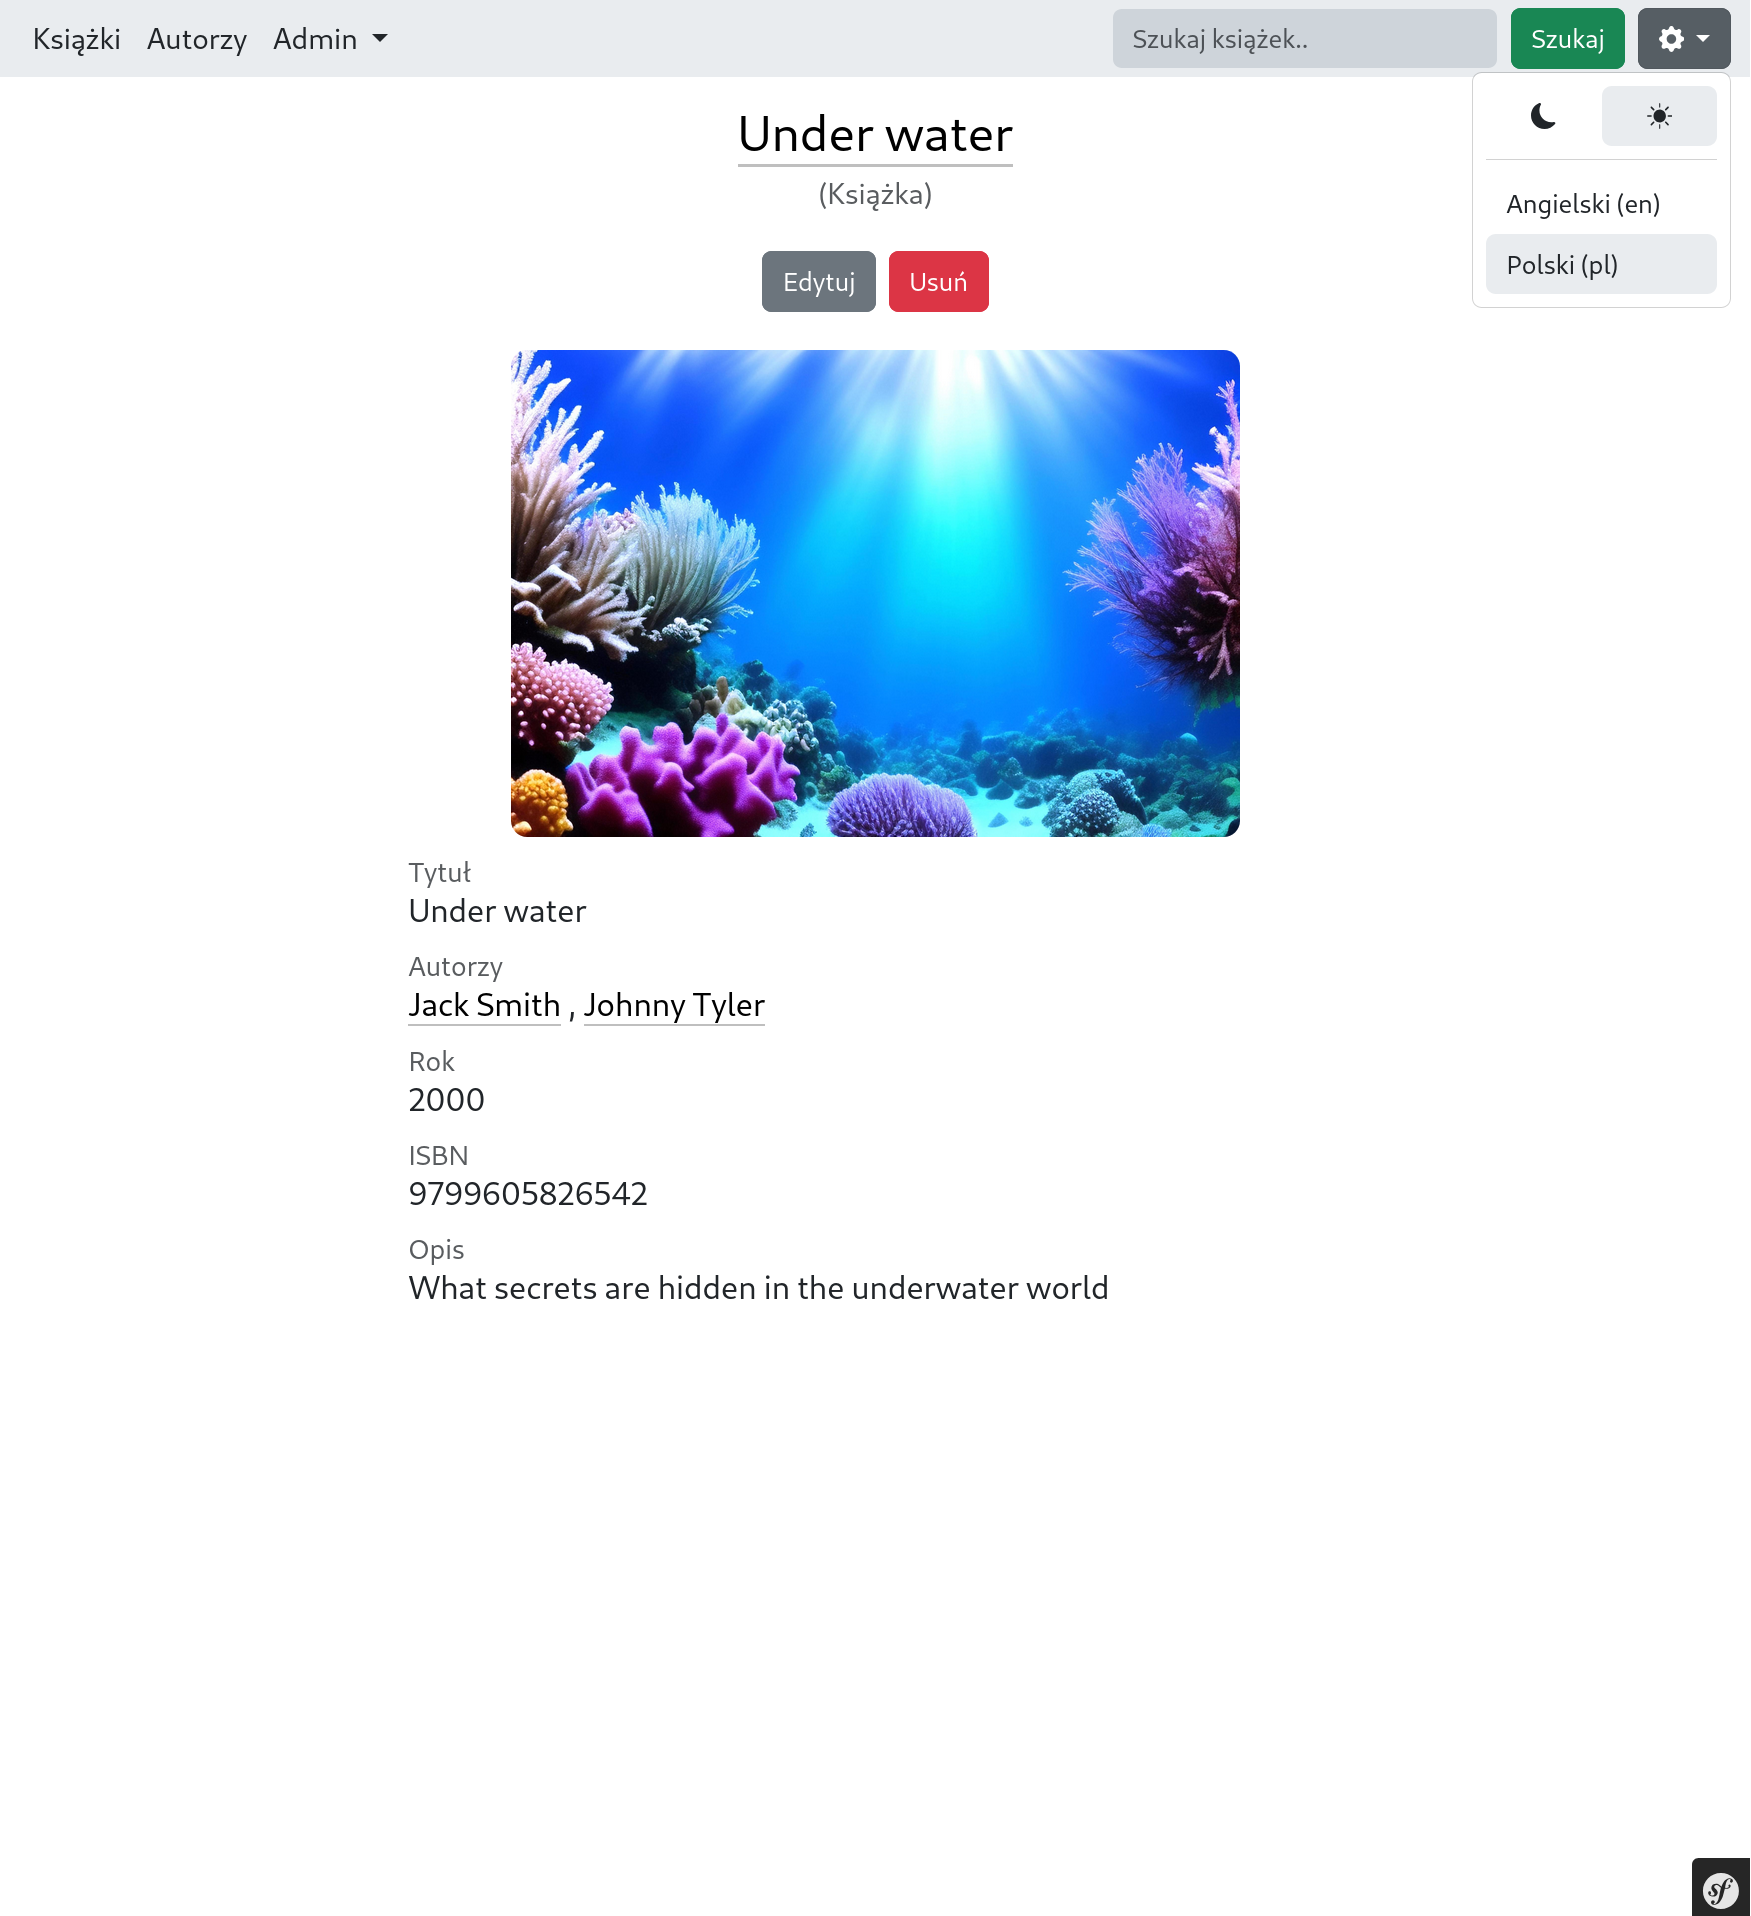 Książki Autorzy Admin Szukaj książek.. Szukaj
Under water
(Książka)
Angielski (en)
Polski (pl)
Edytuj Usuń
Tytuł
Under water
Autorzy
Jack Smith , Johnny Tyler
Rok
2000
ISBN
9799605826542
Opis
What secrets are hidden in the underwater world
sf